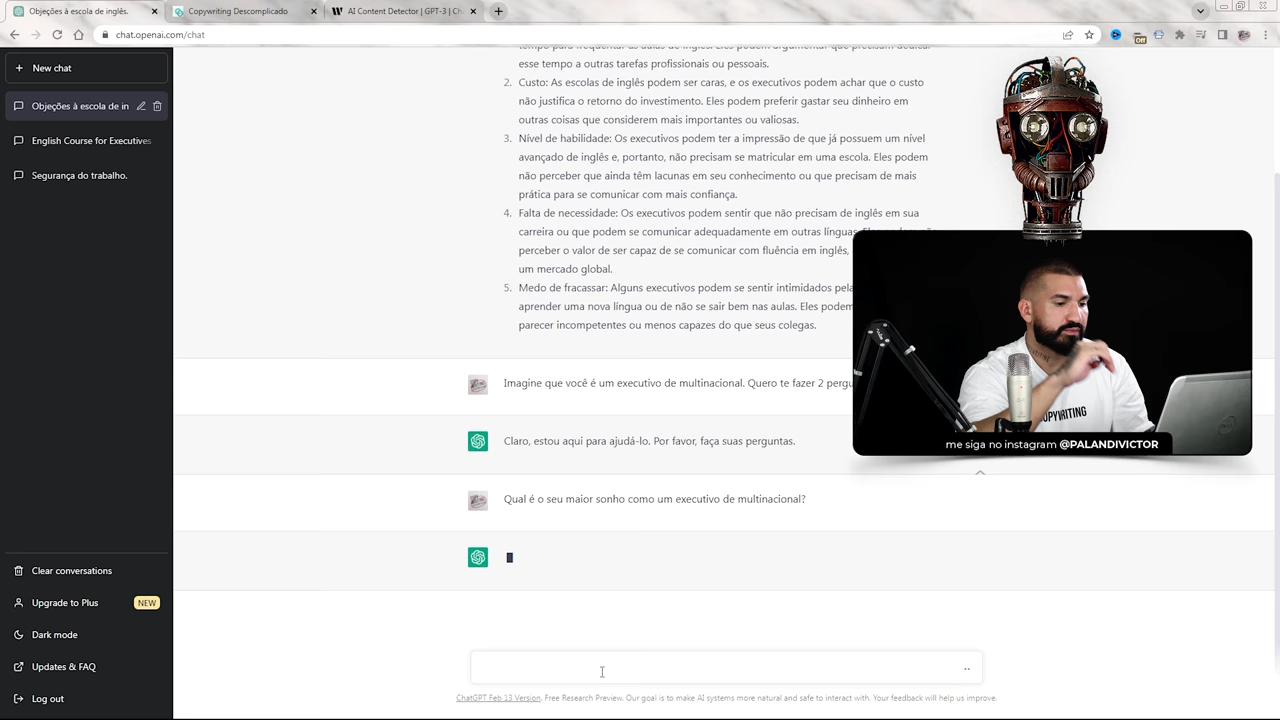 Objeções à escola de inglês.
Copywriting Descomplicado
AI Content Detector | GPT-3 | Ch
chat.openai.com/chat
Off
New chat
Objeções à escola de in
English Course for Executives
Segurança do trabalho.
Clear conversations
Upgrade to Plus
NEW
Dark mode
Updates & FAQ
Log out
tempo para frequentar as aulas de inglês. Eles podem argumentar que precisam dedicar
esse tempo a outras tarefas profissionais ou pessoais.
2. Custo: As escolas de inglês podem ser caras, e os executivos podem achar que o custo
não justifica o retorno do investimento. Eles podem preferir gastar seu dinheiro em
outras coisas que considerem mais importantes ou valiosas.
3. Nível de habilidade: Os executivos podem ter a impressão de que já possuem um nível
avançado de inglês e, portanto, não precisam se matricular em uma escola. Eles podem
não perceber que ainda têm lacunas em seu conhecimento ou que precisam de mais
prática para se comunicar com mais confiança.
4. Falta de necessidade: Os executivos podem sentir que não precisam de inglês em sua
carreira ou que podem se comunicar adequadamente em outras línguas.
perceber o valor de ser capaz de se comunicar com fluência em inglês,
um mercado global.
5. Medo de fracassar: Alguns executivos podem se sentir intimidados pela
aprender uma nova língua ou de não se sair bem nas aulas. Eles podem
parecer incompetentes ou menos capazes do que seus colegas.
Imagine que você é um executivo de multinacional. Quero te fazer 2 pergu
Claro, estou aqui para ajudá-lo. Por favor, faça suas perguntas.
Qual é o seu maior sonho como um executivo de multinacional?
COPYWRITING
me siga no instagram @PALANDIVICTOR
ChatGPT Feb 13 Version. Free Research Preview. Our goal is to make AI systems more natural and safe to interact with. Your feedback will help us improve.